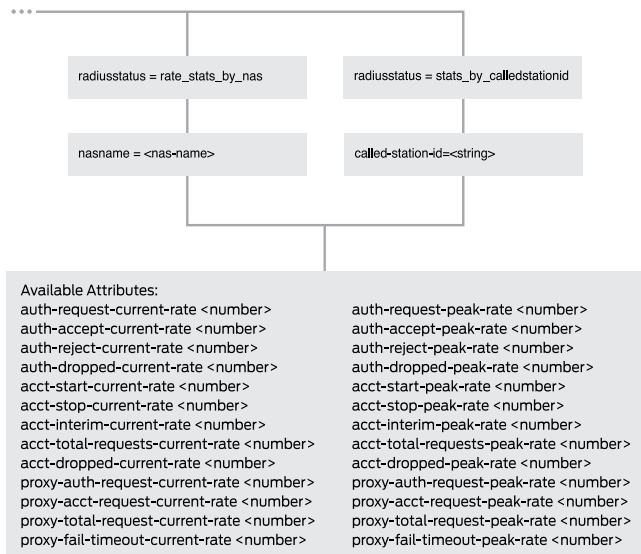 radiusstatus = rate_stats_by_nas
radiusstatus = stats_by_calledstationid
nasname = <nas-name>
called-station-id=<string>
Available Attributes:
auth-request-current-rate <number>
auth-accept-current-rate <number>
auth-reject-current-rate <number>
auth-dropped-current-rate <number>
acct-start-current-rate <number>
acct-stop-current-rate <number>
acct-interim-current-rate <number>
acct-total-requests-current-rate <number>
acct-dropped-current-rate <number>
proxy-auth-request-current-rate <number>
proxy-acct-request-current-rate <number>
proxy-total-request-current-rate <number>
proxy-fail-timeout-current-rate <number>
auth-request-peak-rate <number>
auth-accept-peak-rate <number>
auth-reject-peak-rate <number>
auth-dropped-peak-rate <number>
acct-start-peak-rate <number>
acct-stop-peak-rate <number>
acct-interim-peak-rate <number>
acct-total-requests-peak-rate <number>
acct-dropped-peak-rate <number>
proxy-auth-request-peak-rate <number>
proxy-acct-request-peak-rate <number>
proxy-total-request-peak-rate <number>
proxy-fail-timeout-peak-rate <number>